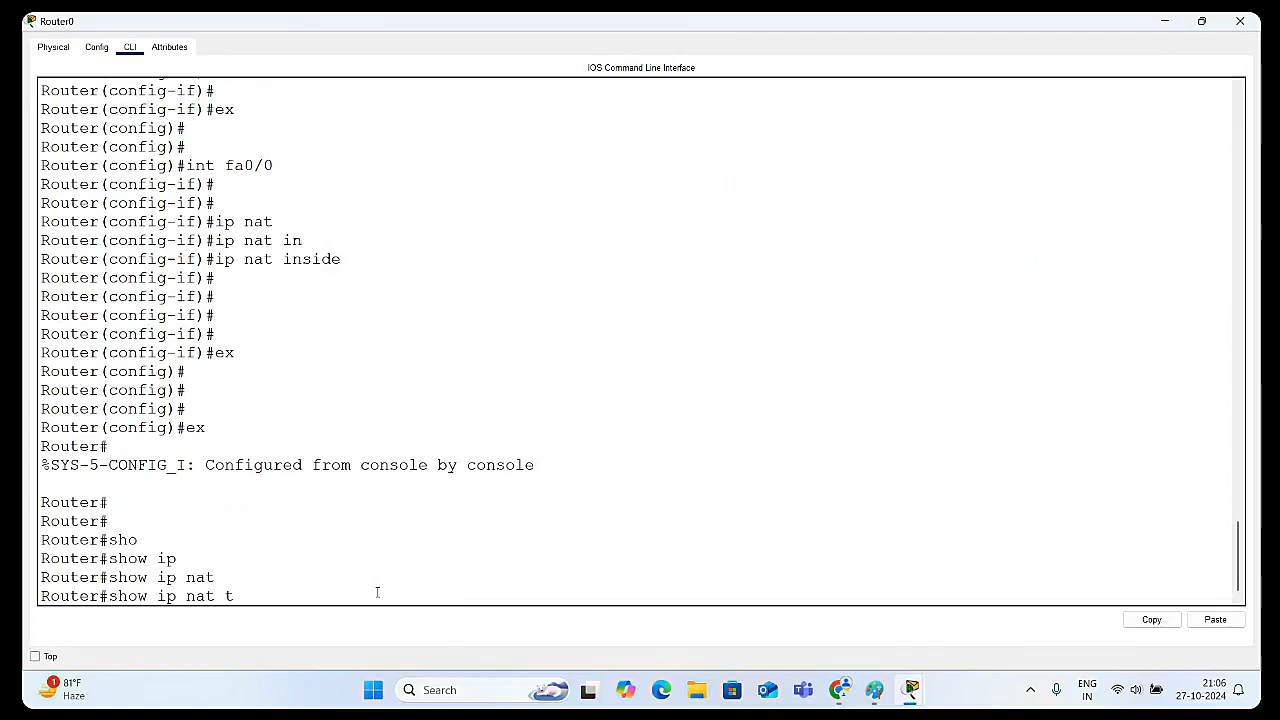 Router0
Physical Config CLI Attributes
IOS Command Line Interface
Router(config-if)#
Router(config-if)#ex
Router(config)#
Router(config)#
Router(config)#int fa0/0
Router(config-if)#
Router(config-if)#
Router(config-if)#ip nat
Router(config-if)#ip nat in
Router(config-if)#ip nat inside
Router(config-if)#
Router(config-if)#
Router(config-if)#
Router(config-if)#
Router(config-if)#ex
Router(config)#
Router(config)#
Router(config)#
Router(config)#ex
Router#
%SYS-5-CONFIG_I: Configured from console by console
Router#
Router#
Router#sho
Router#show ip
Router#show ip nat
Router#show ip nat t
Copy Paste
Top
1 81°F
Haze
Search
ENG
IN
21:06
27-10-2024